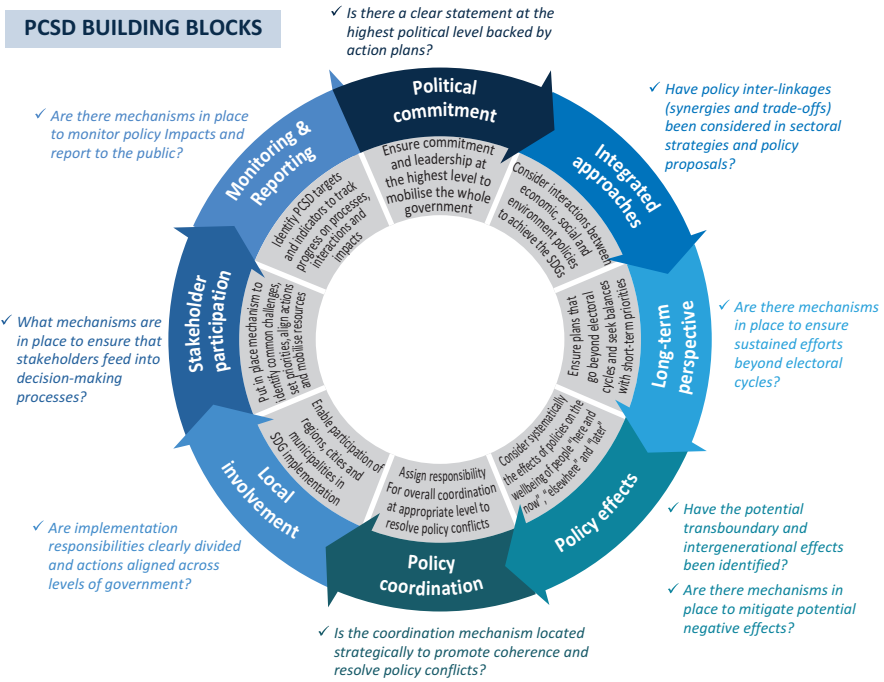 PCSD BUILDING BLOCKS
✓ Is there a clear statement at the
highest political level backed by
action plans?
Political
commitment
Ensure commitment
and leadership at
the highest level to
mobilise the whole
government
✓ Have policy inter-linkages
(synergies and trade-offs)
been considered in sectoral
strategies and policy
proposals?
Integrated
approaches
Consider interactions between
economic, social and
environment policies
to achieve the SDGs
✓ Are there mechanisms
in place to ensure
sustained efforts
beyond electoral
cycles?
Long-term
perspective
Ensure plans that
go beyond electoral
cycles and seek balances
with short-term priorities
✓ Have the potential
transboundary and
intergenerational effects
been identified?
✓ Are there mechanisms in
place to mitigate potential
negative effects?
Policy effects
Consider systematically
the effects of policies on the
wellbeing of people "here and
now", "elsewhere" and "later"
Policy
coordination
Assign responsibility
For overall coordination
at appropriate level to
resolve policy conflicts
✓ Is the coordination mechanism located
strategically to promote coherence and
resolve policy conflicts?
Local
involvement
Enable participation of
regions, cities and
municipalities in
SDG implementation
✓ Are implementation
responsibilities clearly divided
and actions aligned across
levels of government?
Stakeholder
participation
Put in place mechanism to
identify common challenges,
set priorities, align actions
and mobilise resources
✓ What mechanisms are
in place to ensure that
stakeholders feed into
decision-making
processes?
Monitoring &
Reporting
Identify PCSD targets
and indicators to track
progress on processes,
interactions and
impacts
✓ Are there mechanisms in place
to monitor policy Impacts and
report to the public?